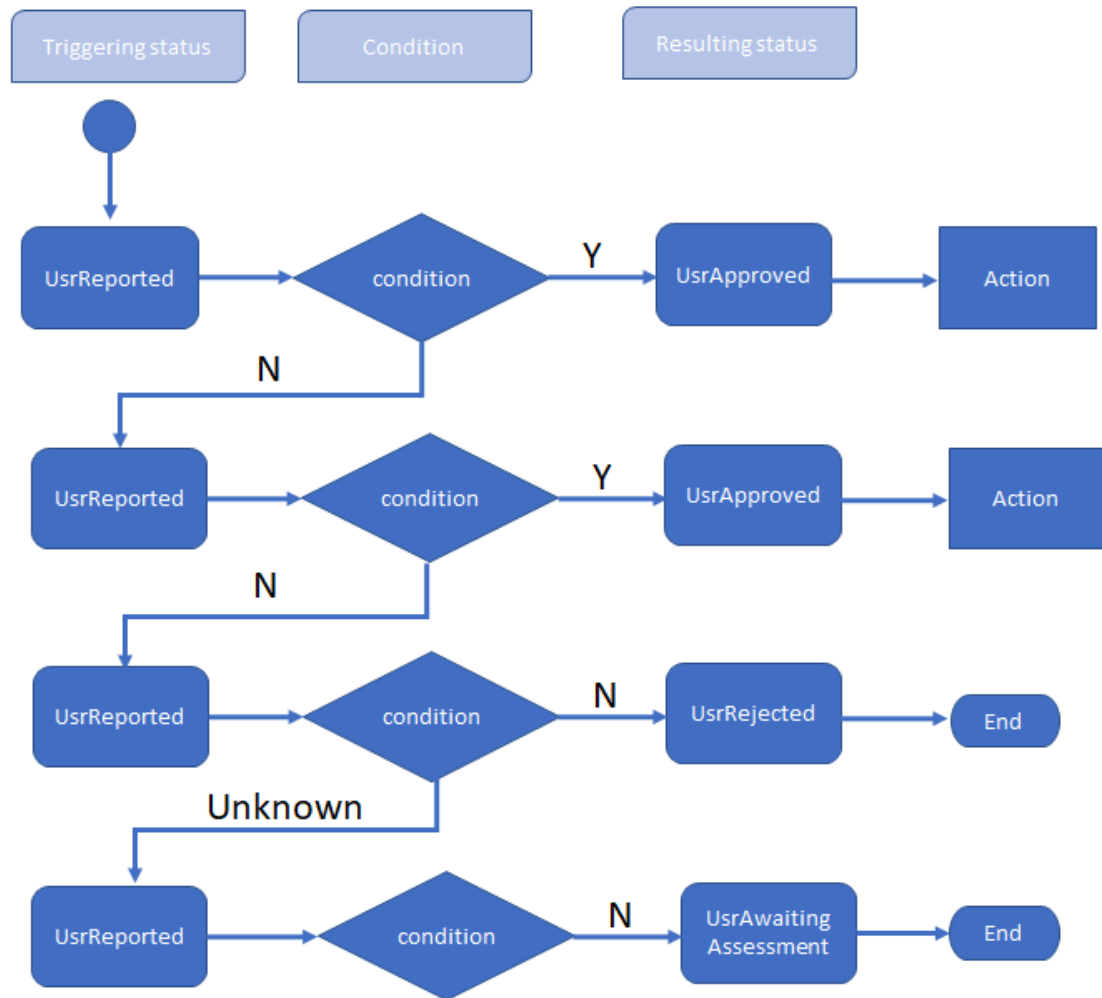 Triggering status
Condition
Resulting status
UsrReported
condition
Y
UsrApproved
Action
N
UsrReported
condition
Y
UsrApproved
Action
N
UsrReported
condition
N
UsrRejected
End
Unknown
UsrReported
condition
N
UsrAwaiting
Assessment
End